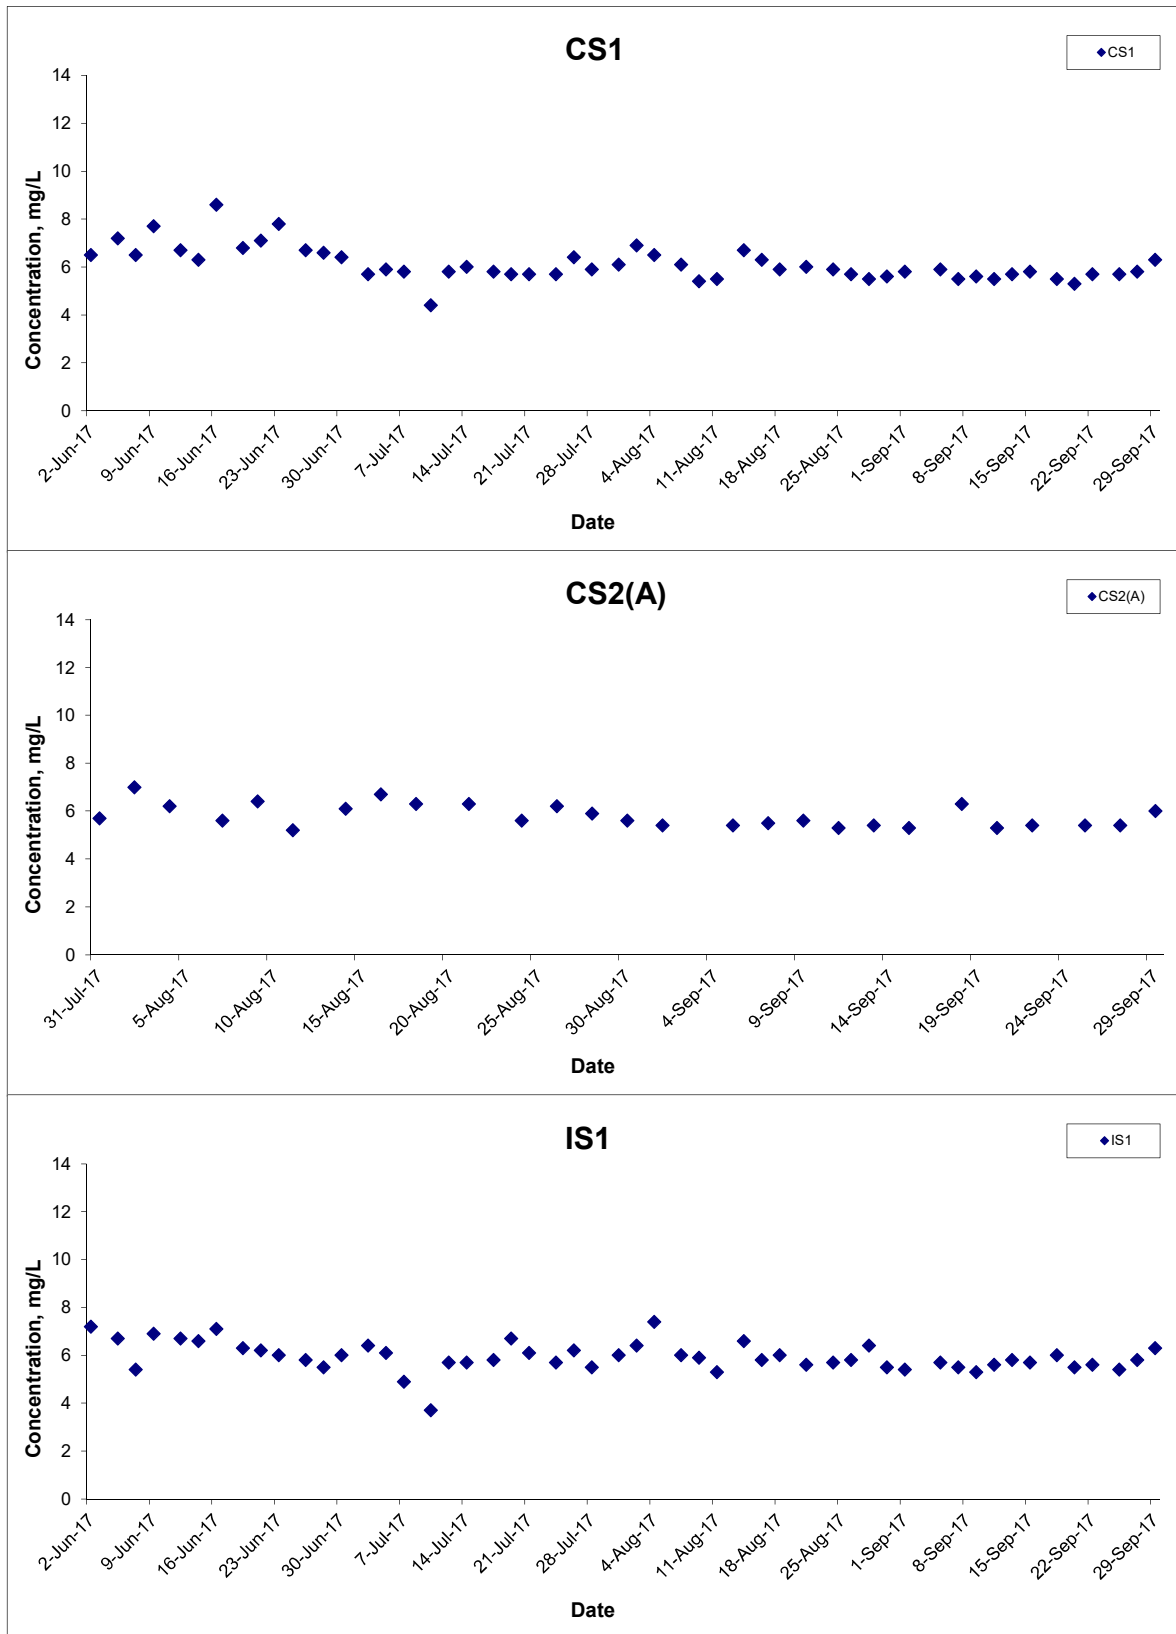 CS1
CS1
14
12
10
8
6
4
2
0
Concentration, mg/L
2-Jun-17
9-Jun-17
16-Jun-17
23-Jun-17
30-Jun-17
7-Jul-17
14-Jul-17
21-Jul-17
28-Jul-17
4-Aug-17
11-Aug-17
18-Aug-17
25-Aug-17
1-Sep-17
8-Sep-17
15-Sep-17
22-Sep-17
29-Sep-17
Date
CS2(A)
CS2(A)
14
12
10
8
6
4
2
0
Concentration, mg/L
31-Jul-17
5-Aug-17
10-Aug-17
15-Aug-17
20-Aug-17
25-Aug-17
30-Aug-17
4-Sep-17
9-Sep-17
14-Sep-17
19-Sep-17
24-Sep-17
29-Sep-17
Date
IS1
IS1
14
12
10
8
6
4
2
0
Concentration, mg/L
2-Jun-17
9-Jun-17
16-Jun-17
23-Jun-17
30-Jun-17
7-Jul-17
14-Jul-17
21-Jul-17
28-Jul-17
4-Aug-17
11-Aug-17
18-Aug-17
25-Aug-17
1-Sep-17
8-Sep-17
15-Sep-17
22-Sep-17
29-Sep-17
Date